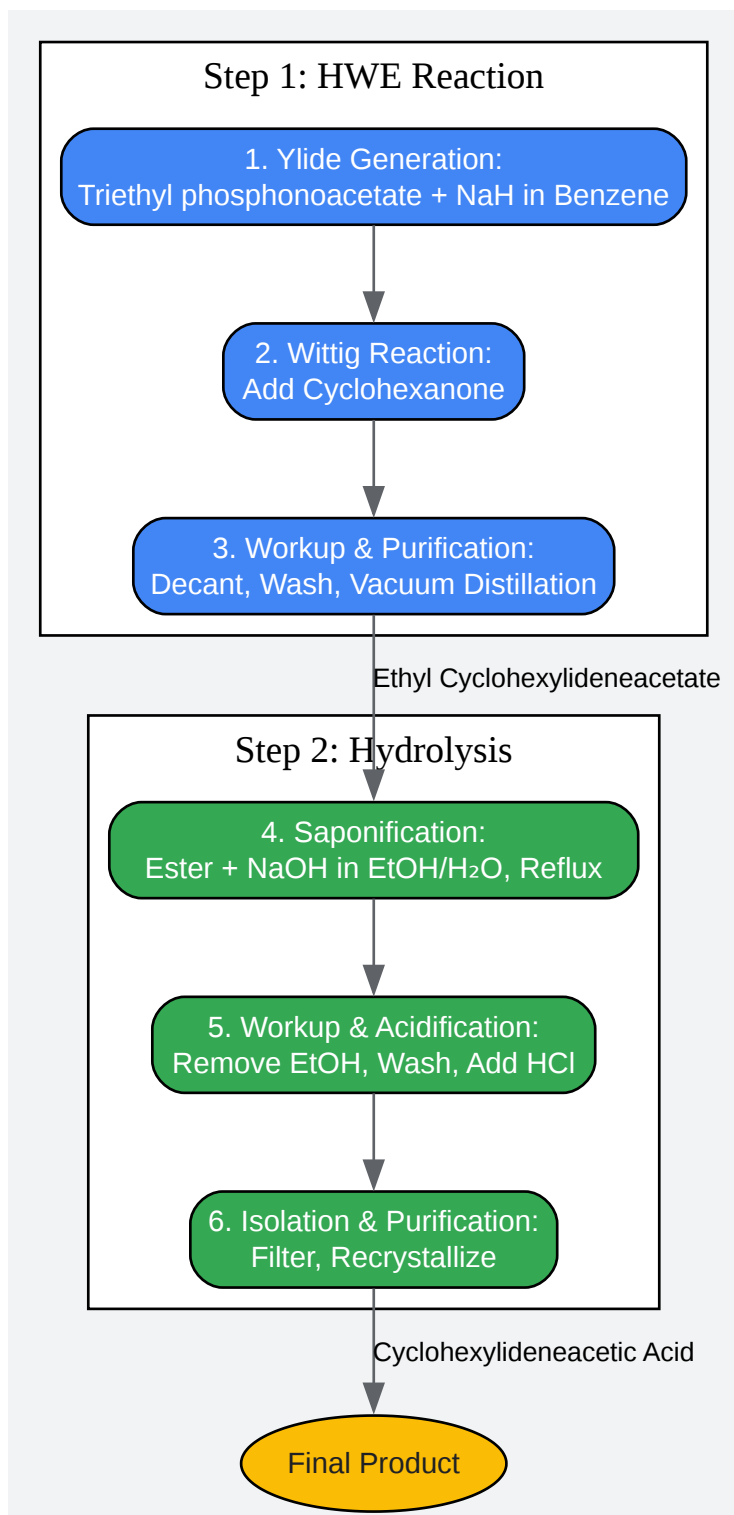 Step 1: HWE Reaction
1. Ylide Generation:
Triethyl phosphonoacetate + NaH in Benzene
2. Wittig Reaction:
Add Cyclohexanone
3. Workup & Purification:
Decant, Wash, Vacuum Distillation
Ethyl Cyclohexylideneacetate
Step 2: Hydrolysis
4. Saponification:
Ester + NaOH in EtOH/H₂O, Reflux
5. Workup & Acidification:
Remove EtOH, Wash, Add HCl
6. Isolation & Purification:
Filter, Recrystallize
Cyclohexylideneacetic Acid
Final Product